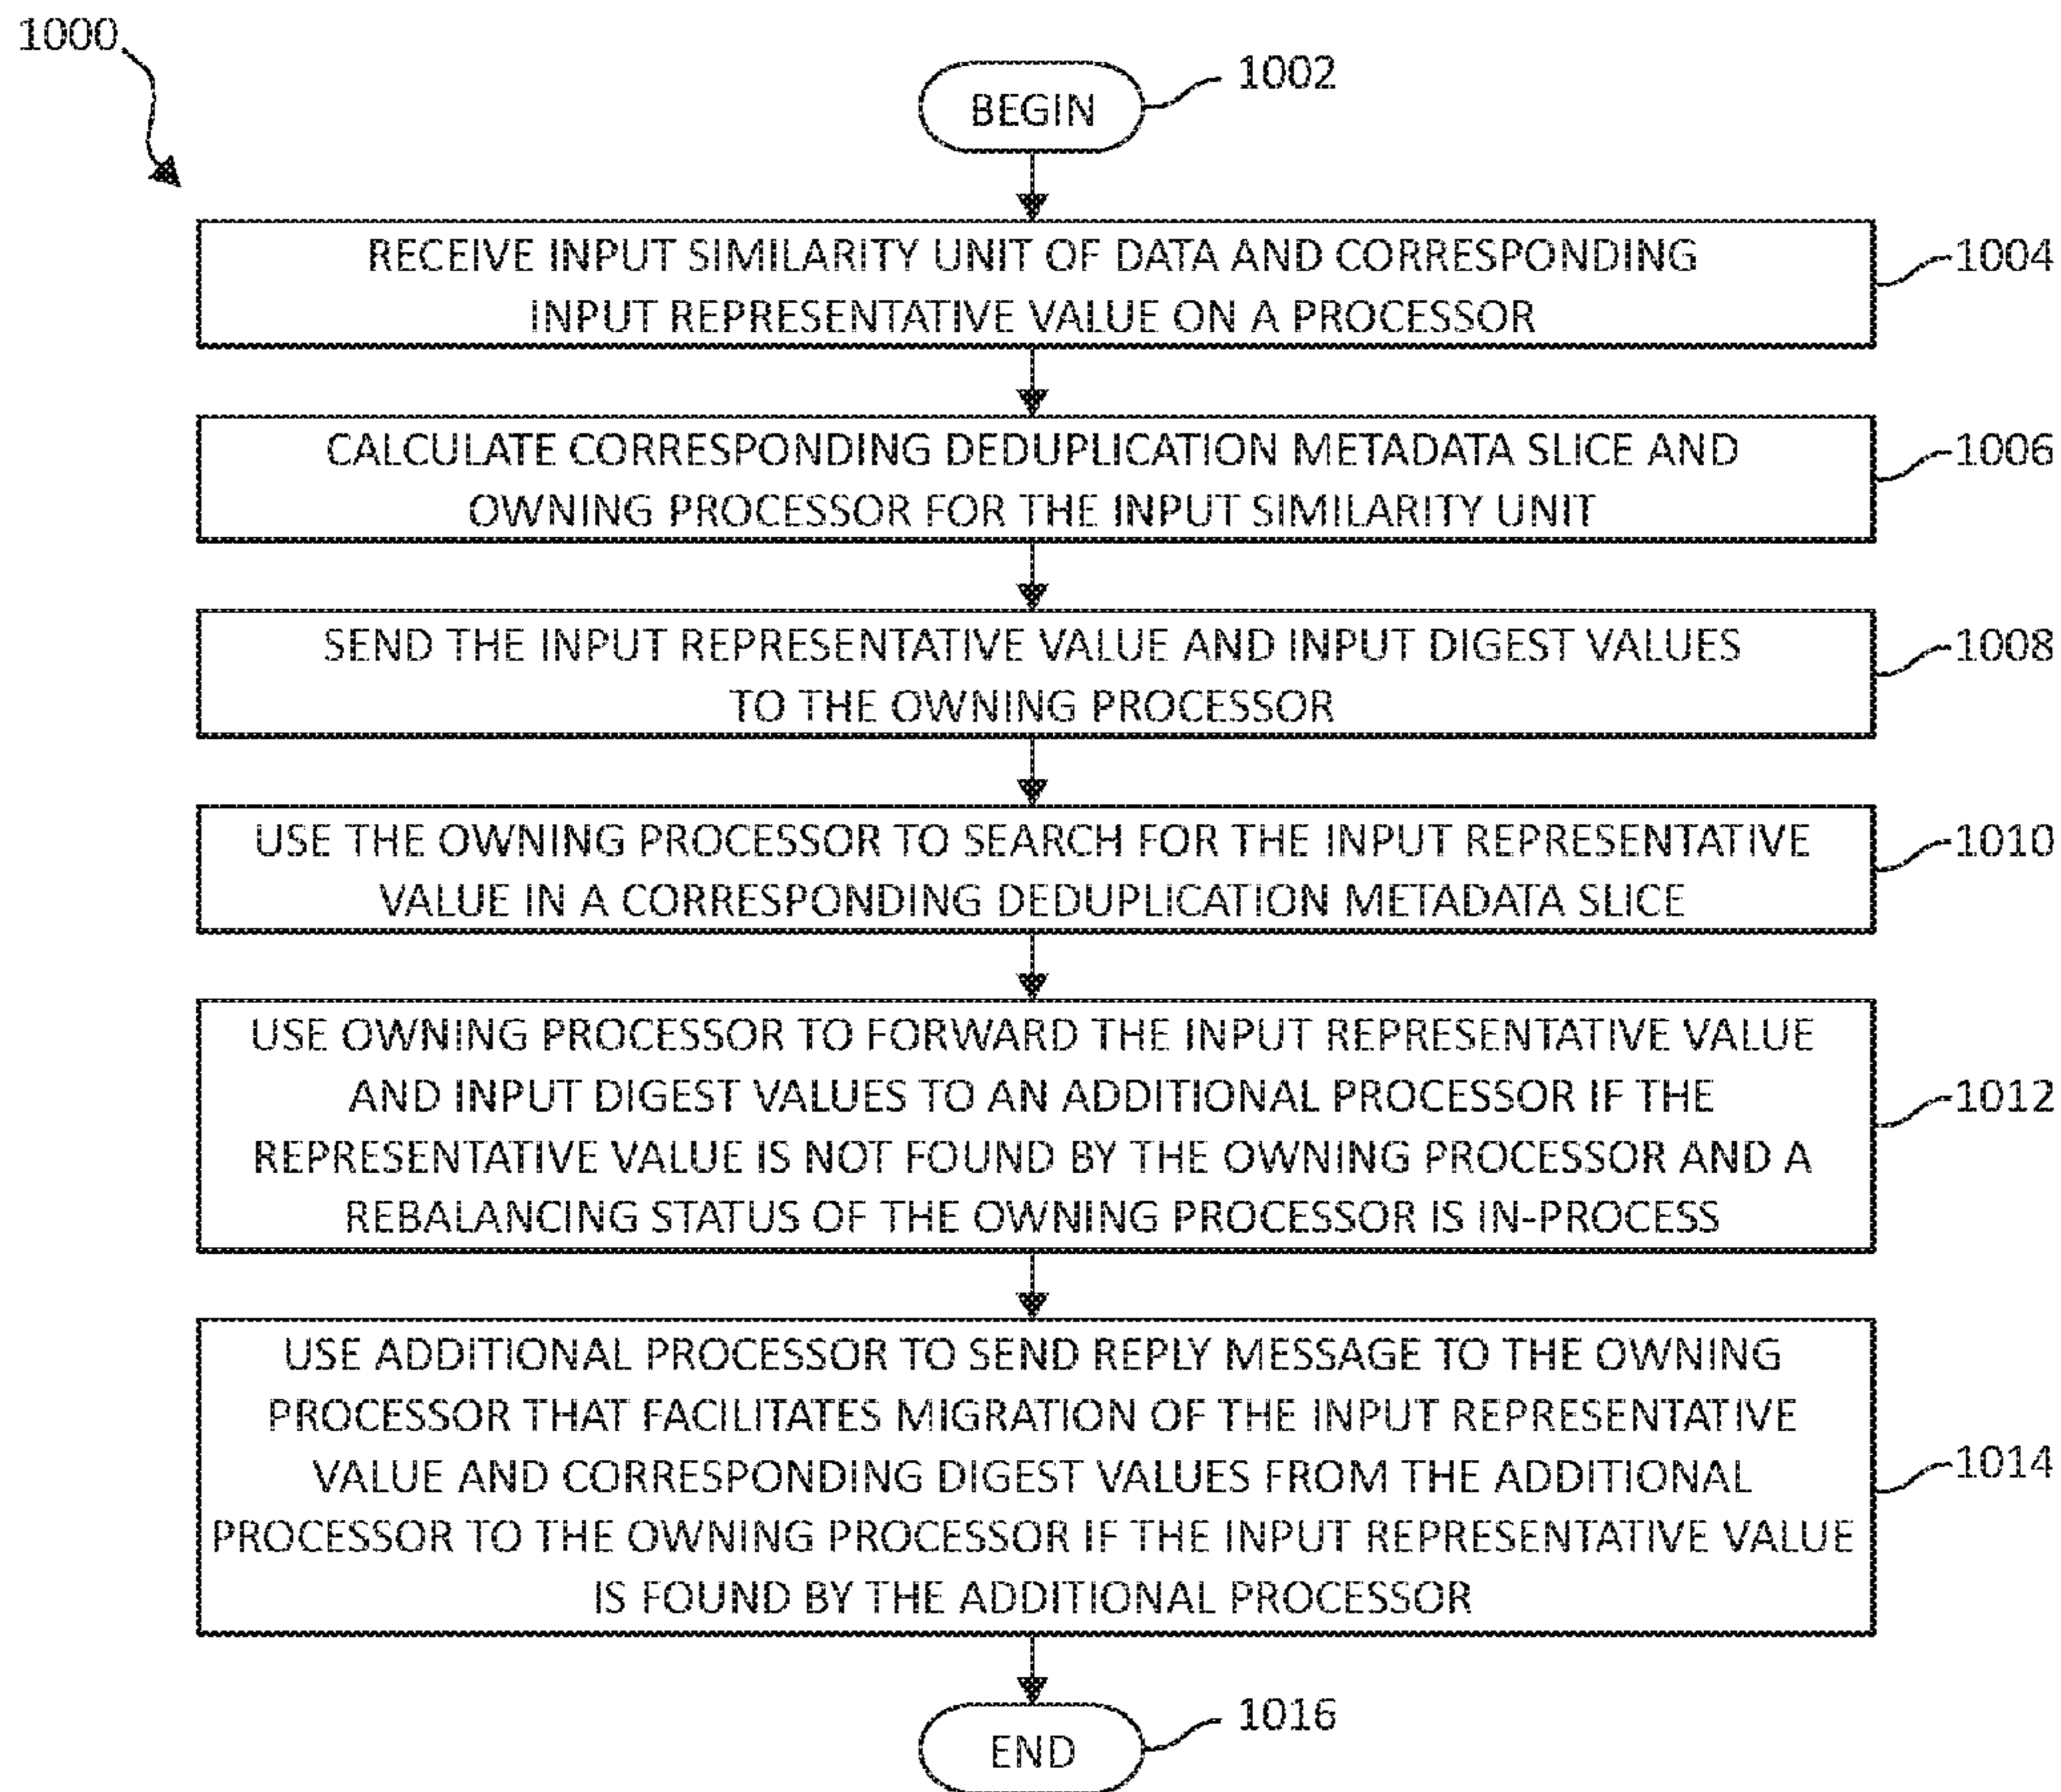 1000
BEGIN
1002
RECEIVE INPUT SIMILARITY UNIT OF DATA AND CORRESPONDING
INPUT REPRESENTATIVE VALUE ON A PROCESSOR
1004
CALCULATE CORRESPONDING DEDUPLICATION METADATA SLICE AND
OWNING PROCESSOR FOR THE INPUT SIMILARITY UNIT
1006
SEND THE INPUT REPRESENTATIVE VALUE AND INPUT DIGEST VALUES
TO THE OWNING PROCESSOR
1008
USE THE OWNING PROCESSOR TO SEARCH FOR THE INPUT REPRESENTATIVE
VALUE IN A CORRESPONDING DEDUPLICATION METADATA SLICE
1010
USE OWNING PROCESSOR TO FORWARD THE INPUT REPRESENTATIVE VALUE
AND INPUT DIGEST VALUES TO AN ADDITIONAL PROCESSOR IF THE
REPRESENTATIVE VALUE IS NOT FOUND BY THE OWNING PROCESSOR AND A
REBALANCING STATUS OF THE OWNING PROCESSOR IS IN-PROCESS
1012
USE ADDITIONAL PROCESSOR TO SEND REPLY MESSAGE TO THE OWNING
PROCESSOR THAT FACILITATES MIGRATION OF THE INPUT REPRESENTATIVE
VALUE AND CORRESPONDING DIGEST VALUES FROM THE ADDITIONAL
PROCESSOR TO THE OWNING PROCESSOR IF THE INPUT REPRESENTATIVE VALUE
IS FOUND BY THE ADDITIONAL PROCESSOR
1014
END
1016